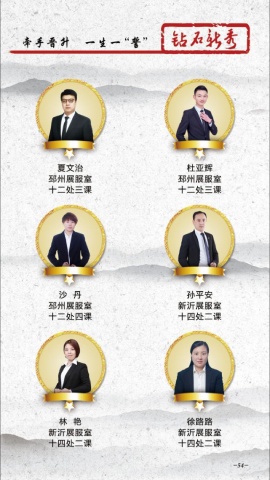 牵手晋升 一生一“誓”
钻石新秀
夏文治
邳州展服室
十二处三课
杜亚辉
邳州展服室
十二处三课
沙 丹
邳州展服室
十二处四课
孙平安
新沂展服室
十四处二课
林 艳
新沂展服室
十四处二课
徐路路
新沂展服室
十四处二课
-54-